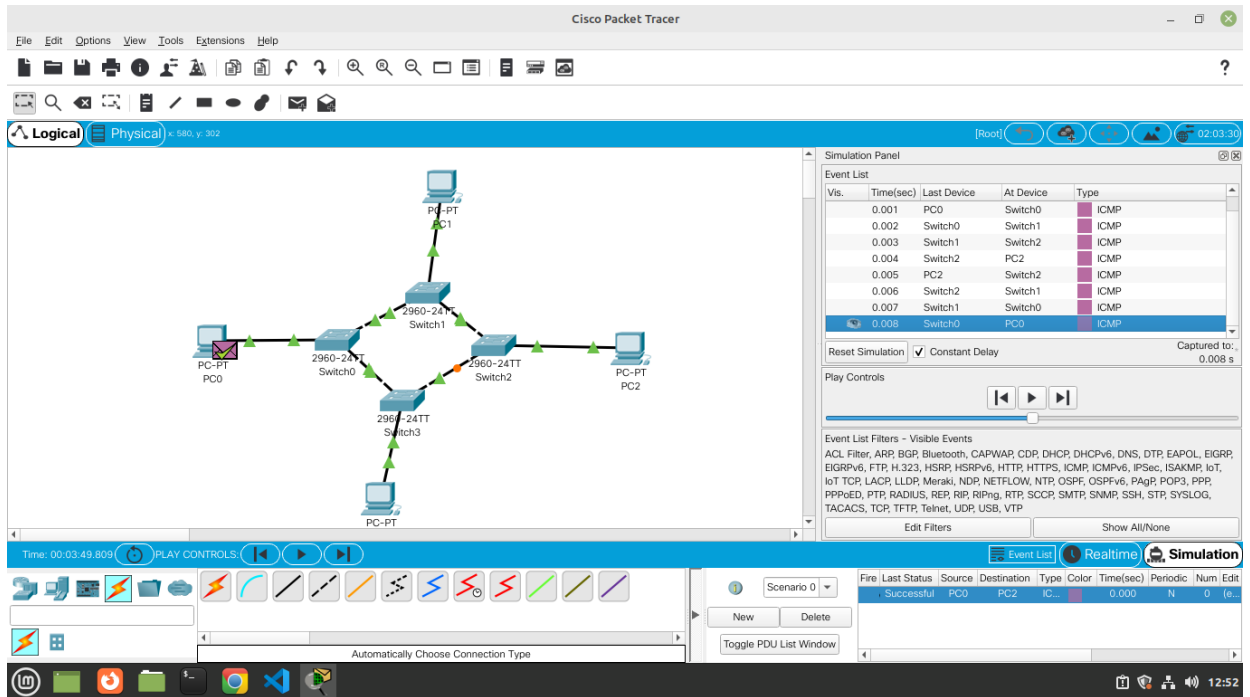 Cisco Packet Tracer
File Edit Options View Tools Extensions Help
?
Logical Physical x: 580, y: 302 [Root] 02:03:30
PC-PT
PC1
2960-24TT
Switch1
2960-24TT
Switch0
2960-24TT
Switch2
PC-PT
PC0
PC-PT
PC2
2960-24TT
Switch3
PC-PT
Simulation Panel
Event List
Vis. Time(sec) Last Device At Device Type
0.001 PC0 Switch0 ICMP
0.002 Switch0 Switch1 ICMP
0.003 Switch1 Switch2 ICMP
0.004 Switch2 PC2 ICMP
0.005 PC2 Switch2 ICMP
0.006 Switch2 Switch1 ICMP
0.007 Switch1 Switch0 ICMP
0.008 Switch0 PC0 ICMP
Reset Simulation Constant Delay Captured to:
0.008 s
Play Controls
Event List Filters - Visible Events
ACL Filter, ARP, BGP, Bluetooth, CAPWAP, CDP, DHCP, DHCPv6, DNS, DTP, EAPOL, EIGRP,
EIGRPv6, FTP, H.323, HSRP, HSRPv6, HTTP, HTTPS, ICMP, ICMPv6, IPSec, ISAKMP, IoT,
IoT TCP, LACP, LLDP, Meraki, NDP, NETFLOW, NTP, OSPF, OSPFv6, PAgP, POP3, PPP,
PPPoED, PTP, RADIUS, REP, RIP, RIPng, RTP, SCCP, SMTP, SNMP, SSH, STP, SYSLOG,
TACACS, TCP, TFTP, Telnet, UDP, USB, VTP
Edit Filters Show All/None
Time: 00:03:49.809 PLAY CONTROLS: Event List Realtime Simulation
Automatically Choose Connection Type
Scenario 0
New Delete
Toggle PDU List Window
Fire Last Status Source Destination Type Color Time(sec) Periodic Num Edit
Successful PC0 PC2 IC... 0.000 N 0 (e...
12:52